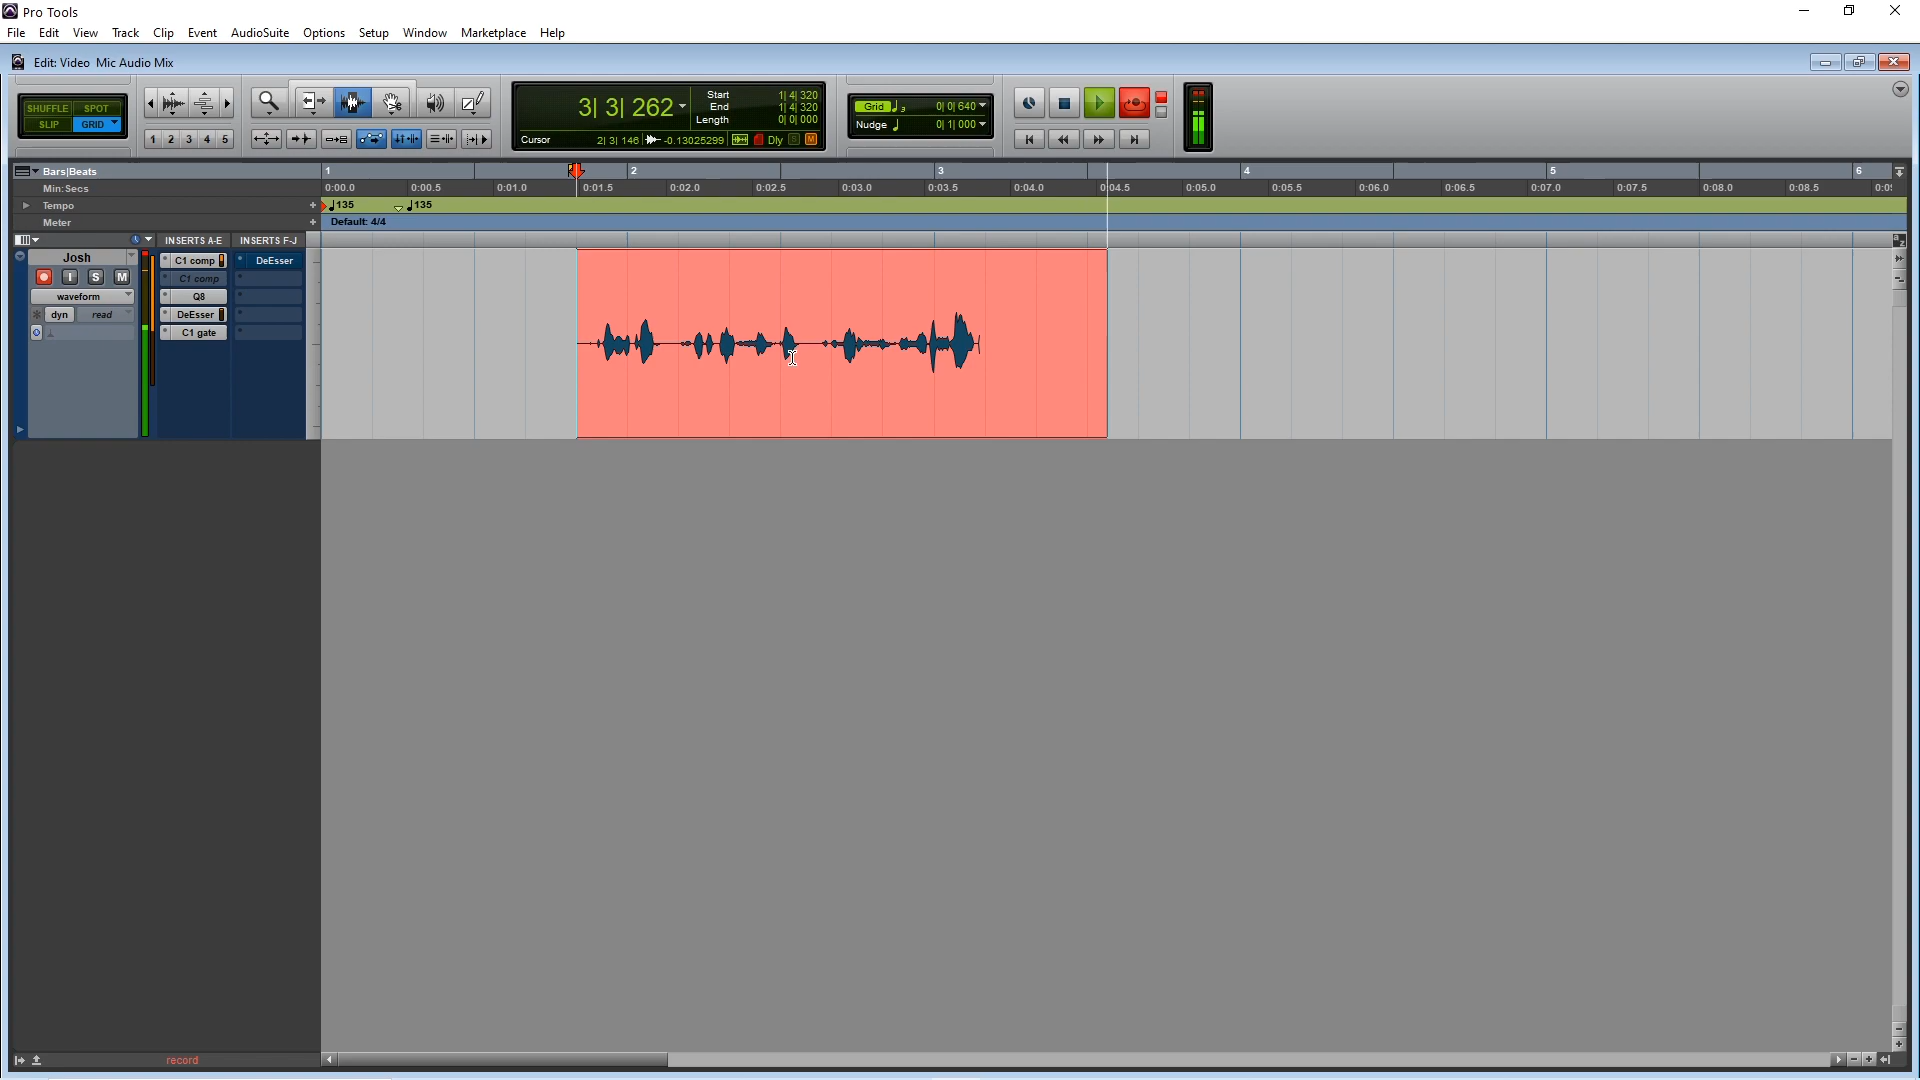 Pro Tools
File Edit View Track Clip Event AudioSuite Options Setup Window Marketplace Help
Edit: Video Mic Audio Mix
SHUFFLE SPOT
SLIP GRID
1 2 3 4 5
3| 3| 262
Start 1| 4| 320
End 1| 4| 320
Length 0| 0| 000
Cursor 2| 3| 146 -0.13025299 Dly S M
Grid 3 0| 0| 640
Nudge 0| 1| 000
Bars|Beats 1 2 3 4 5 6
Min:Secs 0:00.0 0:00.5 0:01.0 0:01.5 0:02.0 0:02.5 0:03.0 0:03.5 0:04.0 0:04.5 0:05.0 0:05.5 0:06.0 0:06.5 0:07.0 0:07.5 0:08.0 0:08.5
Tempo + 135 135
Meter + Default: 4/4
INSERTS A-E INSERTS F-J
Josh C1 comp DeEsser
I S M C1 comp
waveform Q8
dyn read DeEsser
C1 gate
a z
record